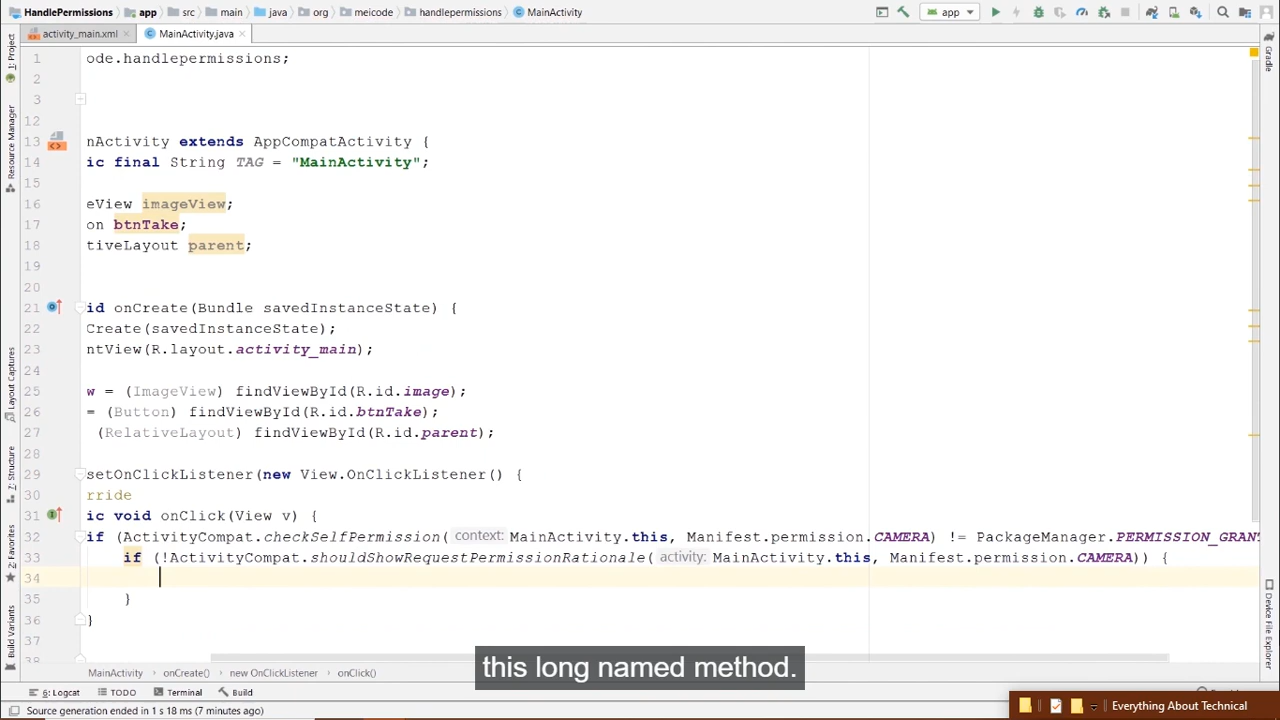 HandlePermissions app src main java org meicode handlepermissions MainActivity app
activity_main.xml MainActivity.java
1 ode.handlepermissions;
2
3
12
13 nActivity extends AppCompatActivity {
14 ic final String TAG = "MainActivity";
15
16 eView imageView;
17 on btnTake;
18 tiveLayout parent;
19
20
21 id onCreate(Bundle savedInstanceState) {
22 Create(savedInstanceState);
23 ntView(R.layout.activity_main);
24
25 w = (ImageView) findViewById(R.id.image);
26 = (Button) findViewById(R.id.btnTake);
27 (RelativeLayout) findViewById(R.id.parent);
28
29 setOnClickListener(new View.OnClickListener() {
30 rride
31 ic void onClick(View v) {
32 if (ActivityCompat.checkSelfPermission( context: MainActivity.this, Manifest.permission.CAMERA) != PackageManager.PERMISSION_GRANT
33 if (!ActivityCompat.shouldShowRequestPermissionRationale( activity: MainActivity.this, Manifest.permission.CAMERA)) {
34
35 }
36 }
37
1: Project
Resource Manager
Layout Captures
7: Structure
2: Favorites
Build Variants
Gradle
Device File Explorer
this long named method.
MainActivity onCreate() new OnClickListener onClick()
6: Logcat TODO Terminal Build
Source generation ended in 1 s 18 ms (7 minutes ago)
Everything About Technical